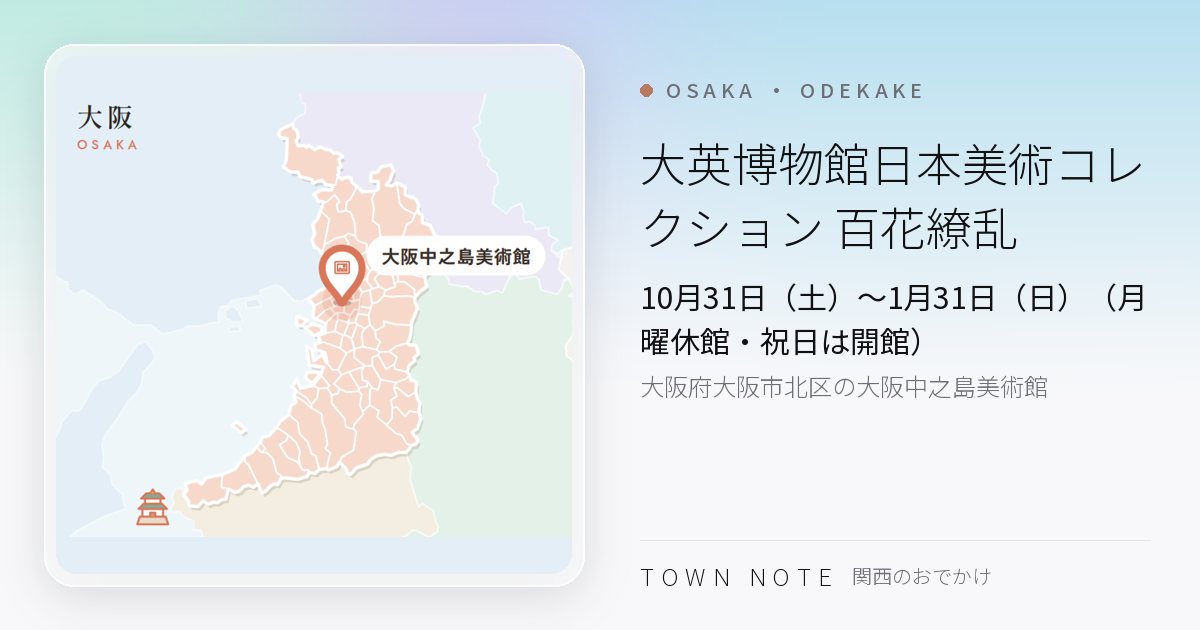 大阪
OSAKA
大阪中之島美術館
OSAKA ・ ODEKAKE
大英博物館日本美術コレ
クション 百花繚乱
10月31日（土）〜1月31日（日）（月
曜休館・祝日は開館）
大阪府大阪市北区の大阪中之島美術館
TOWN NOTE 関西のおでかけ